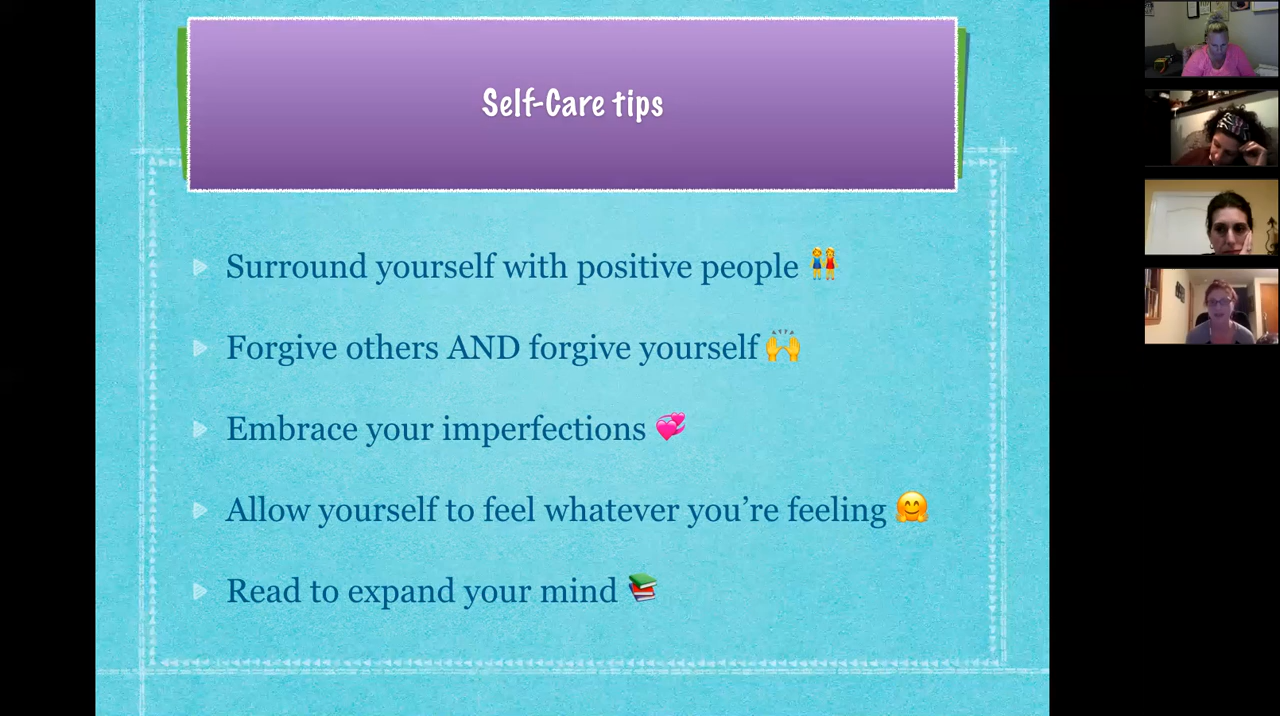 Self-Care tips
Surround yourself with positive people 👭
Forgive others AND forgive yourself 🙌
Embrace your imperfections 💞
Allow yourself to feel whatever you’re feeling 🤗
Read to expand your mind 📚